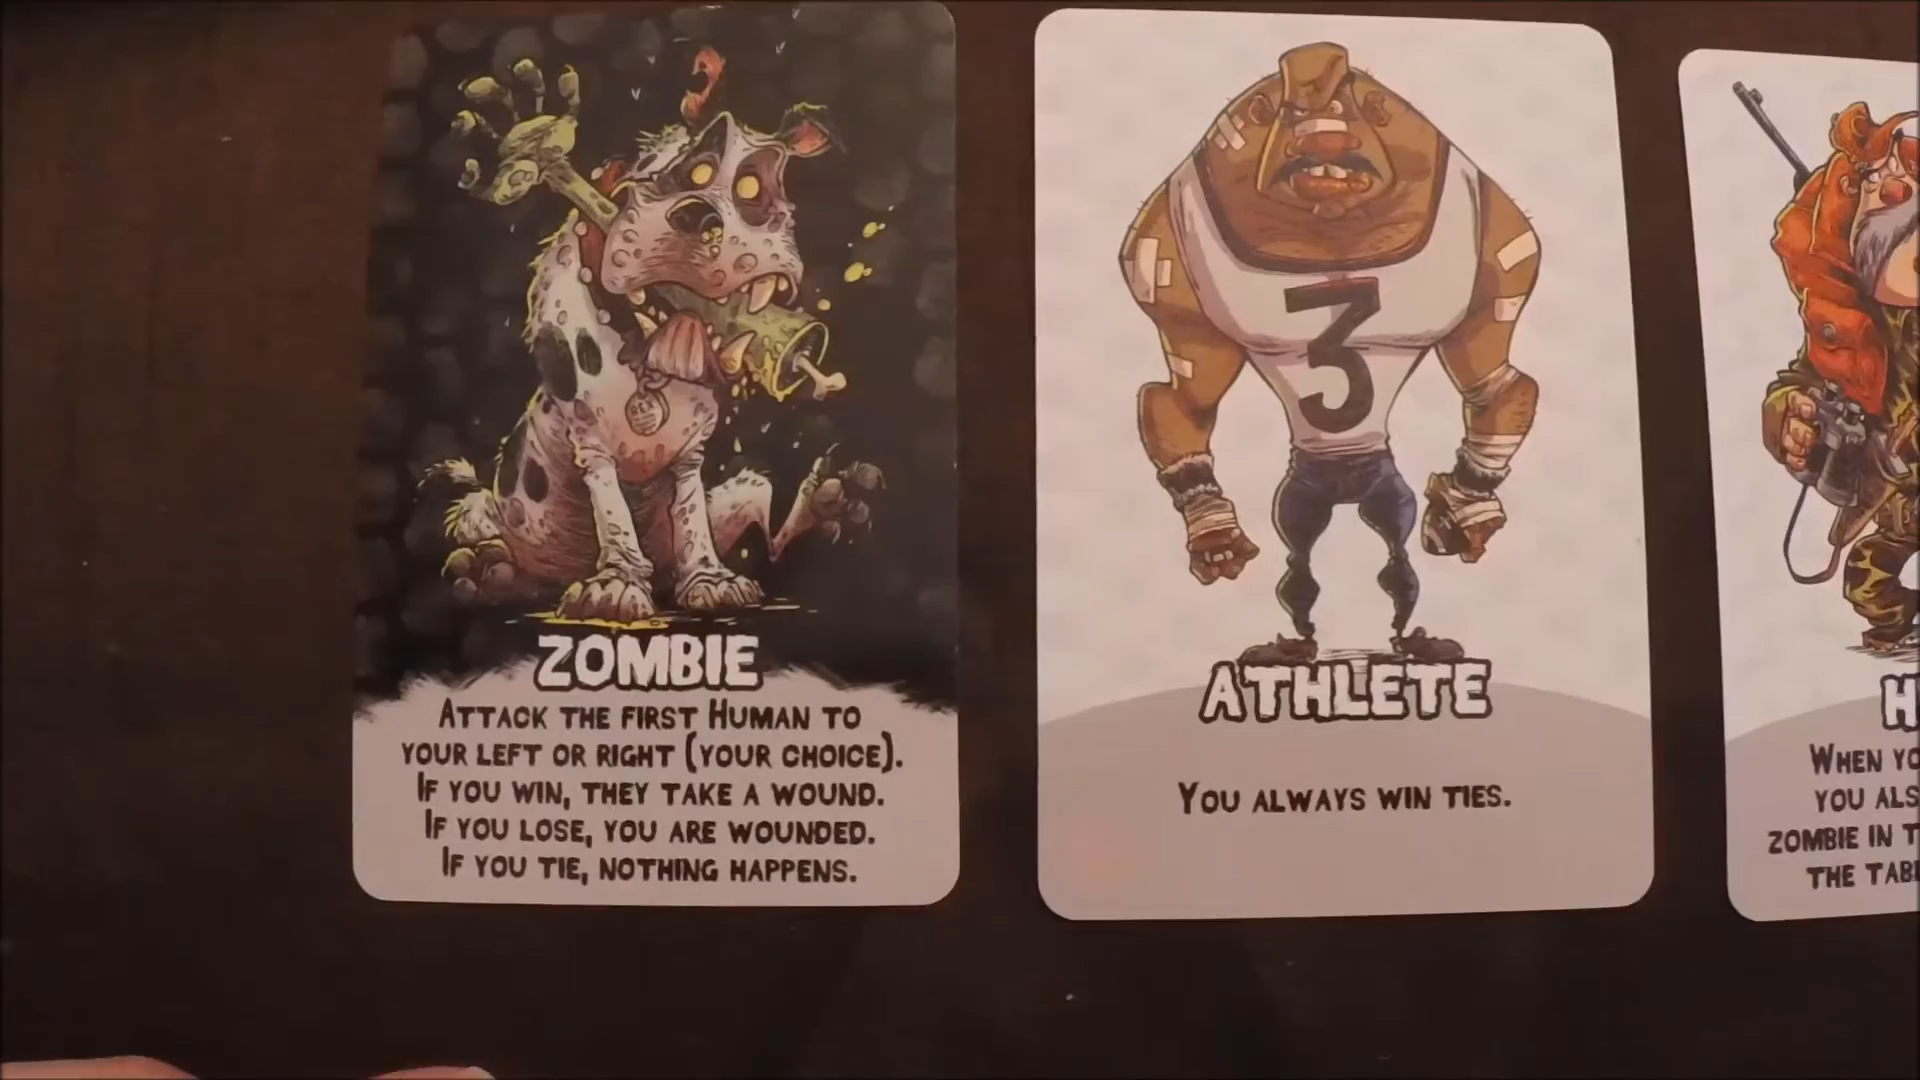 REX
3
ZOMBIE
ATTACK THE FIRST HUMAN TO
YOUR LEFT OR RIGHT (YOUR CHOICE).
IF YOU WIN, THEY TAKE A WOUND.
IF YOU LOSE, YOU ARE WOUNDED.
IF YOU TIE, NOTHING HAPPENS.
ATHLETE
YOU ALWAYS WIN TIES.
H
WHEN YO
YOU ALS
ZOMBIE IN T
THE TAB